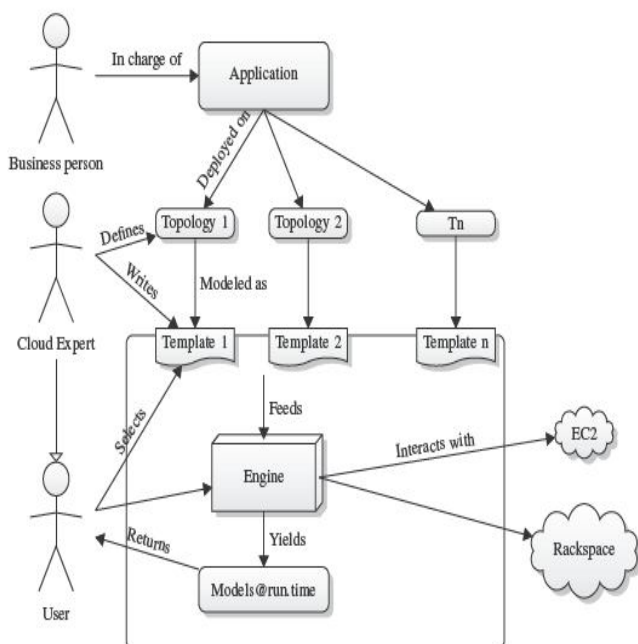 In charge of
Application
Business person
Deployed on
Topology 1
Topology 2
Tn
Defines
Writes
Modeled as
Cloud Expert
Template 1
Template 2
Template n
Selects
Feeds
Engine
Interacts with
EC2
Rackspace
Returns
Yields
Models@run.time
User